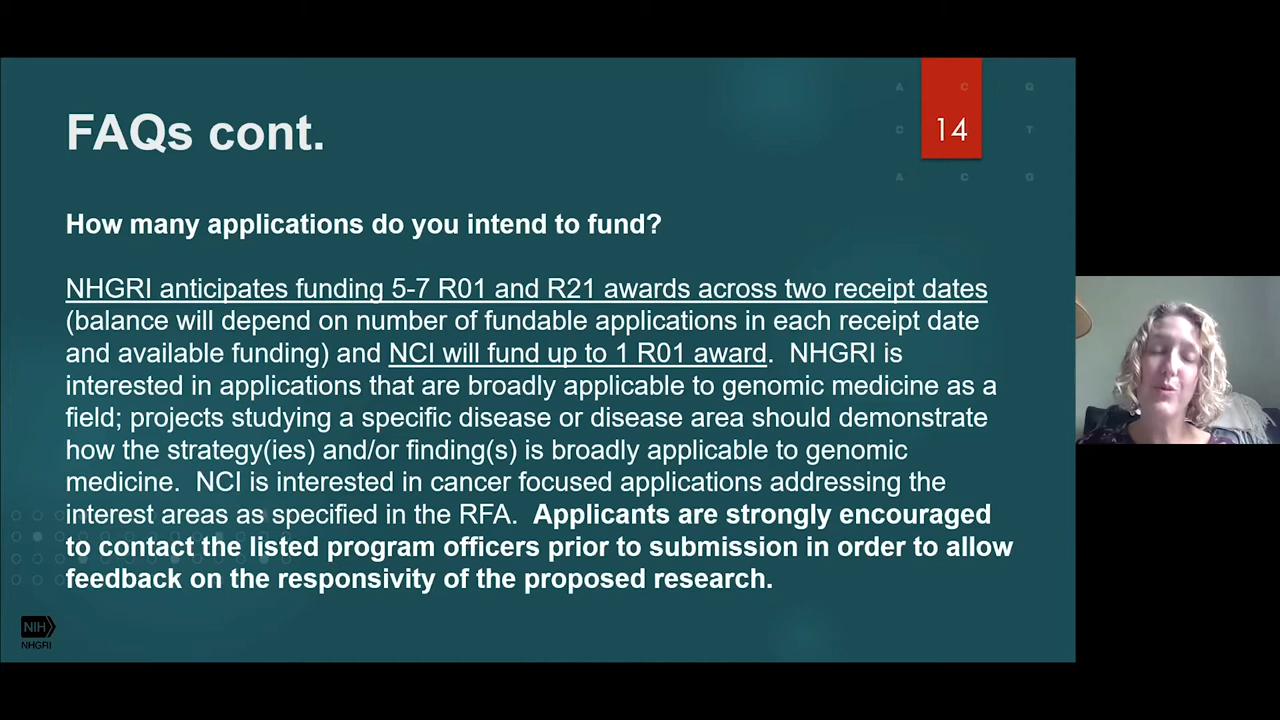 A C G
FAQs cont.
14
C T
A C G
How many applications do you intend to fund?
NHGRI anticipates funding 5-7 R01 and R21 awards across two receipt dates
(balance will depend on number of fundable applications in each receipt date
and available funding) and NCI will fund up to 1 R01 award. NHGRI is
interested in applications that are broadly applicable to genomic medicine as a
field; projects studying a specific disease or disease area should demonstrate
how the strategy(ies) and/or finding(s) is broadly applicable to genomic
medicine. NCI is interested in cancer focused applications addressing the
interest areas as specified in the RFA. Applicants are strongly encouraged
to contact the listed program officers prior to submission in order to allow
feedback on the responsivity of the proposed research.
NIH
NHGRI